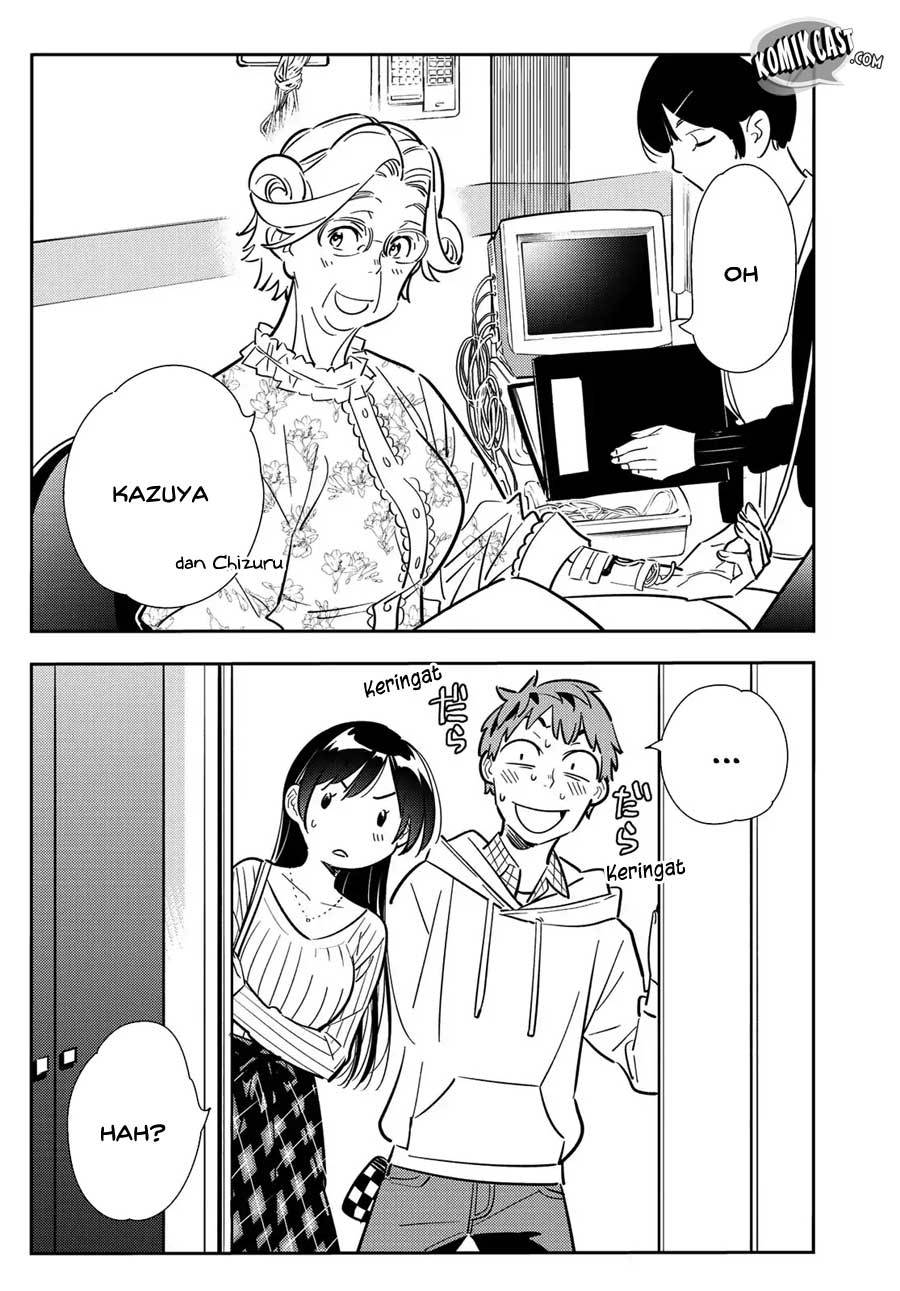 KOMIKCAST.COM
OH
KAZUYA
dan Chizuru
...
Keringat
だら
だら
Keringat
HAH?